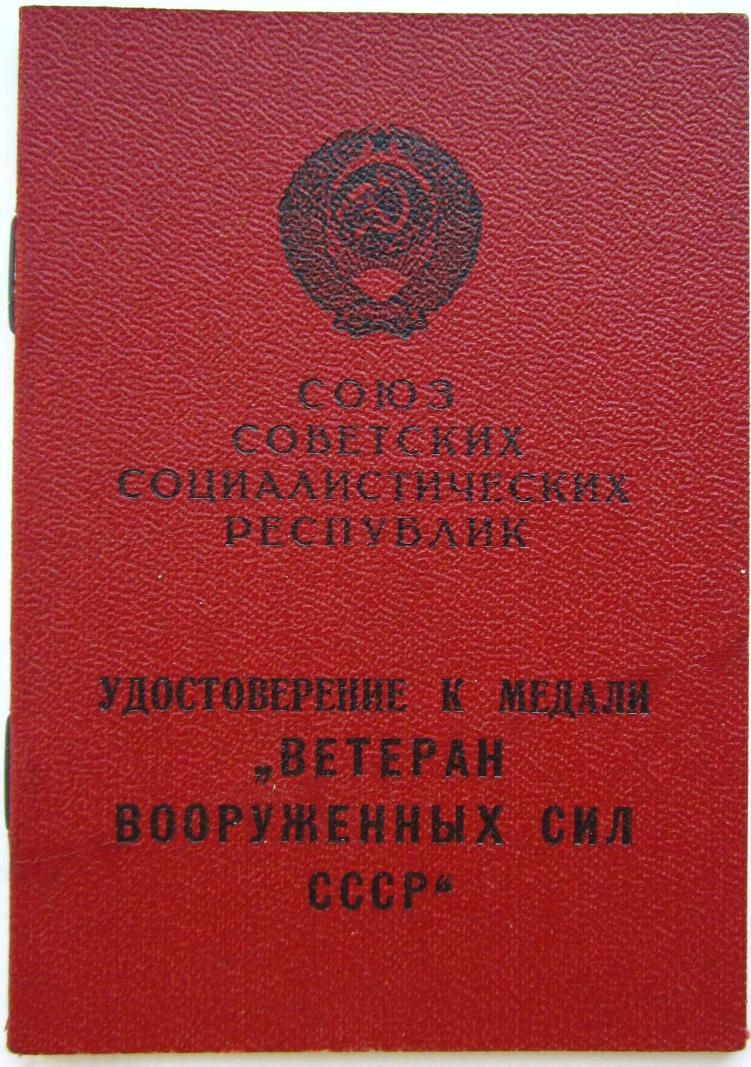 СОЮЗ
СОВЕТСКИХ
СОЦИАЛИСТИЧЕСКИХ
РЕСПУБЛИК
УДОСТОВЕРЕНИЕ К МЕДАЛИ
„ВЕТЕРАН
ВООРУЖЕННЫХ СИЛ
СССР“